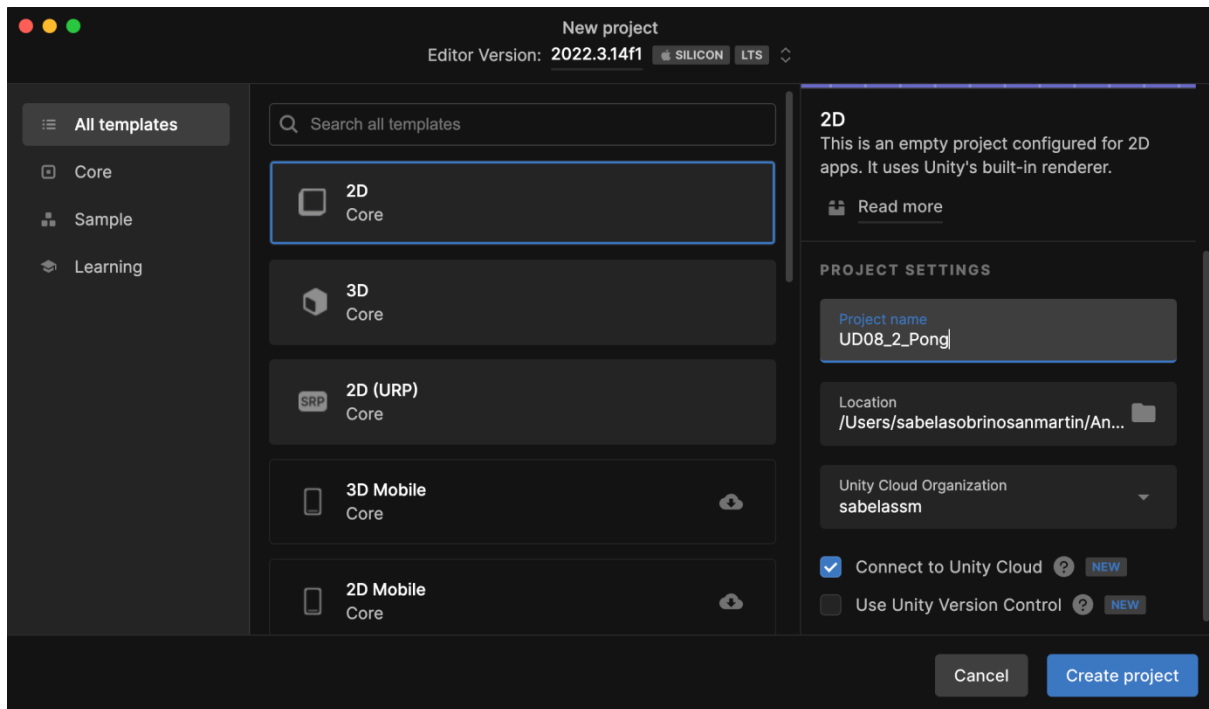 New project
Editor Version: 2022.3.14f1 SILICON LTS
All templates
Core
Sample
Learning
Search all templates
2D
Core
3D
Core
SRP
2D (URP)
Core
3D Mobile
Core
2D Mobile
Core
2D
This is an empty project configured for 2D
apps. It uses Unity's built-in renderer.
Read more
PROJECT SETTINGS
Project name
UD08_2_Pong
Location
/Users/sabelasobrinosanmartin/An...
Unity Cloud Organization
sabelassm
Connect to Unity Cloud ? NEW
Use Unity Version Control ? NEW
Cancel
Create project